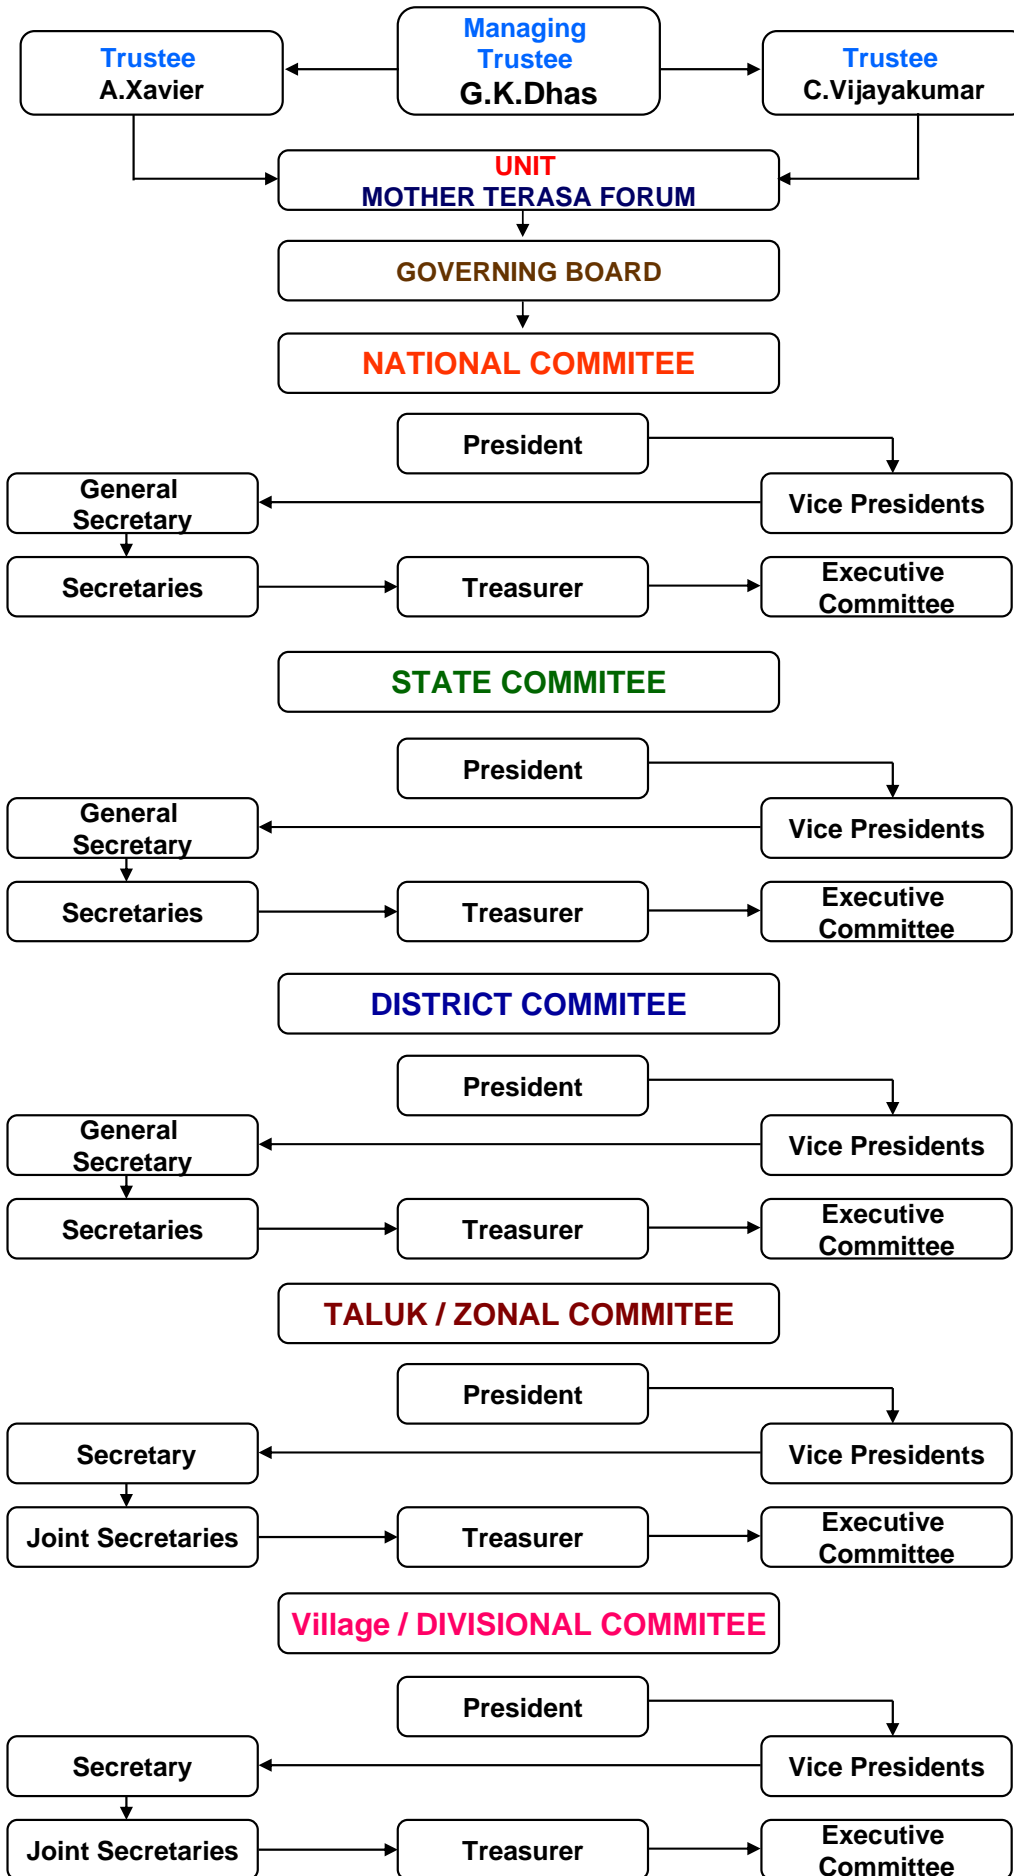 Trustee
A.Xavier
Managing
Trustee
G.K.Dhas
Trustee
C.Vijayakumar
UNIT
MOTHER TERASA FORUM
GOVERNING BOARD
NATIONAL COMMITEE
President
General
Secretary
Vice Presidents
Secretaries
Treasurer
Executive
Committee
STATE COMMITEE
President
General
Secretary
Vice Presidents
Secretaries
Treasurer
Executive
Committee
DISTRICT COMMITEE
President
General
Secretary
Vice Presidents
Secretaries
Treasurer
Executive
Committee
TALUK / ZONAL COMMITEE
President
Secretary
Vice Presidents
Joint Secretaries
Treasurer
Executive
Committee
Village / DIVISIONAL COMMITEE
President
Secretary
Vice Presidents
Joint Secretaries
Treasurer
Executive
Committee